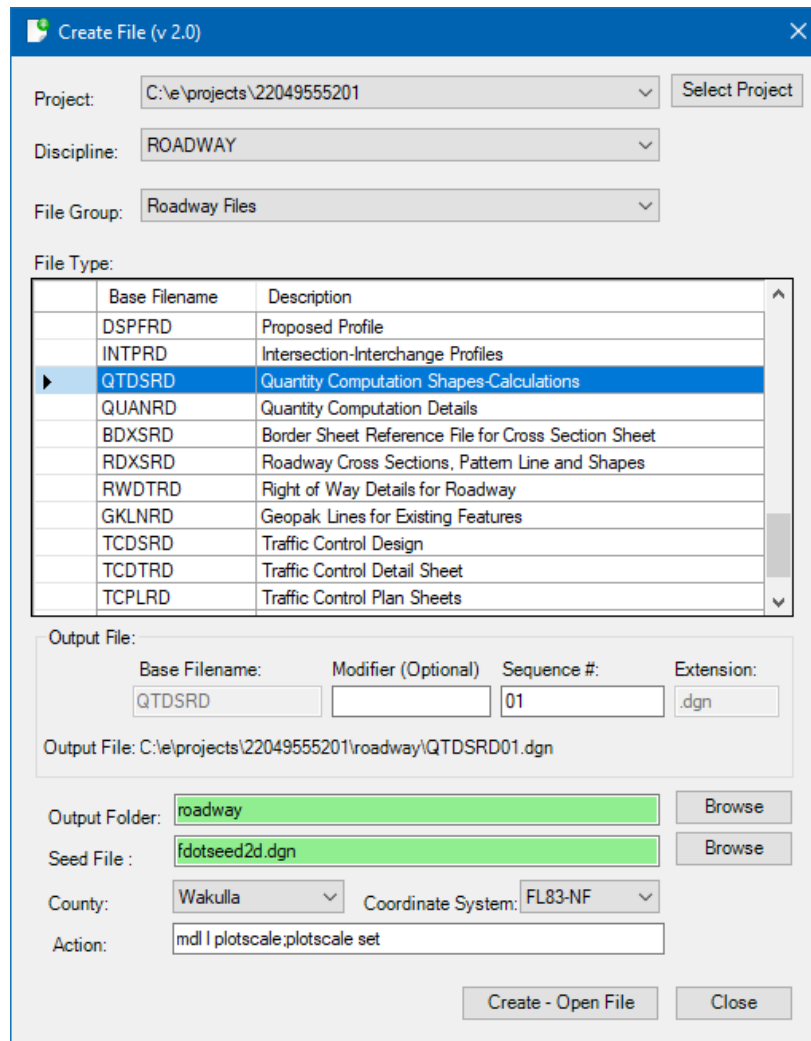 Create File (v 2.0)
Project: C:\e\projects\22049555201 Select Project
Discipline: ROADWAY
File Group: Roadway Files
File Type:
Base Filename Description
DSPFRD Proposed Profile
INTPRD Intersection-Interchange Profiles
QTDSRD Quantity Computation Shapes-Calculations
QUANRD Quantity Computation Details
BDXSRD Border Sheet Reference File for Cross Section Sheet
RDXSRD Roadway Cross Sections, Pattern Line and Shapes
RWDTRD Right of Way Details for Roadway
GKLNRD Geopak Lines for Existing Features
TCDSRD Traffic Control Design
TCDTRD Traffic Control Detail Sheet
TCPLRD Traffic Control Plan Sheets
Output File:
Base Filename: Modifier (Optional) Sequence #: Extension:
QTDSRD 01 .dgn
Output File: C:\e\projects\22049555201\roadway\QTDSRD01.dgn
Output Folder: roadway Browse
Seed File : fdotseed2d.dgn Browse
County: Wakulla Coordinate System: FL83-NF
Action: mdl l plotscale;plotscale set
Create - Open File Close